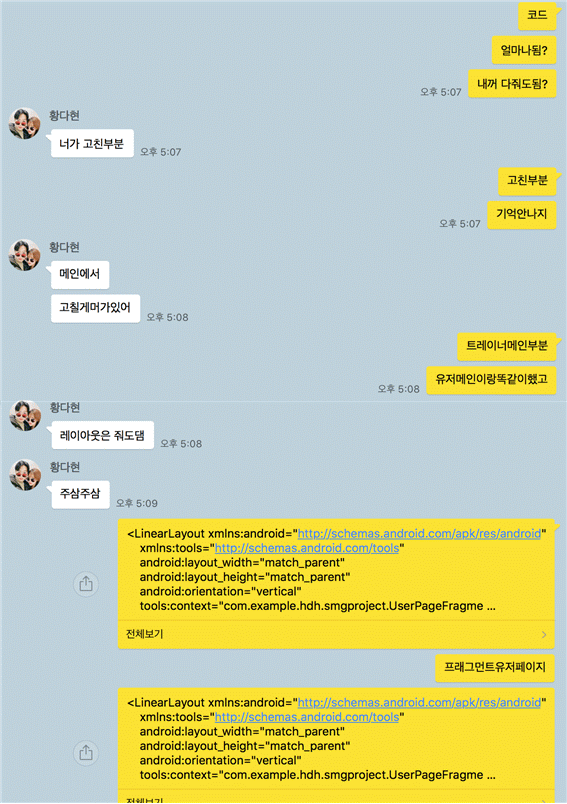 코드
얼마나됨?
내꺼 다줘도됨?
오후 5:07
황다현
너가 고친부분
오후 5:07
고친부분
기억안나지
오후 5:07
황다현
메인에서
고칠게머가있어
오후 5:08
트레이너메인부분
유저메인이랑똑같이했고
오후 5:08
황다현
레이아웃은 줘도댐
오후 5:08
황다현
주삼주삼
오후 5:09
<LinearLayout xmlns:android="http://schemas.android.com/apk/res/android"
xmlns:tools="http://schemas.android.com/tools"
android:layout_width="match_parent"
android:layout_height="match_parent"
android:orientation="vertical"
tools:context="com.example.hdh.smgproject.UserPageFragme ...
전체보기
프래그먼트유저페이지
<LinearLayout xmlns:android="http://schemas.android.com/apk/res/android"
xmlns:tools="http://schemas.android.com/tools"
android:layout_width="match_parent"
android:layout_height="match_parent"
android:orientation="vertical"
tools:context="com.example.hdh.smgproject.UserPageFragme ...
전체보기